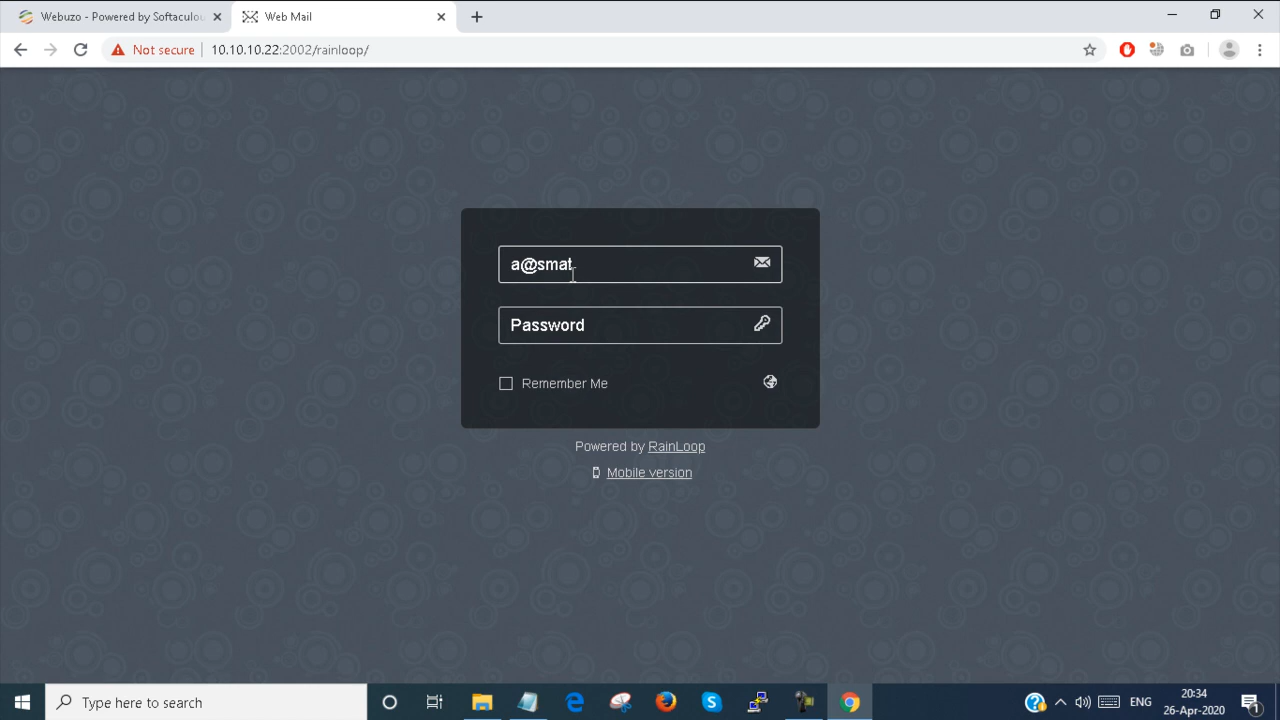 Webuzo - Powered by Softaculou
Web Mail
Not secure
10.10.10.22:2002/rainloop/
a@smat
Password
Remember Me
Powered by RainLoop
Mobile version
Type here to search
ENG
20:34
26-Apr-2020
1